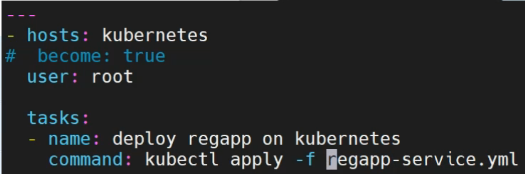 ---
- hosts: kubernetes
#  become: true
  user: root

  tasks:
  - name: deploy regapp on kubernetes
    command: kubectl apply -f regapp-service.yml